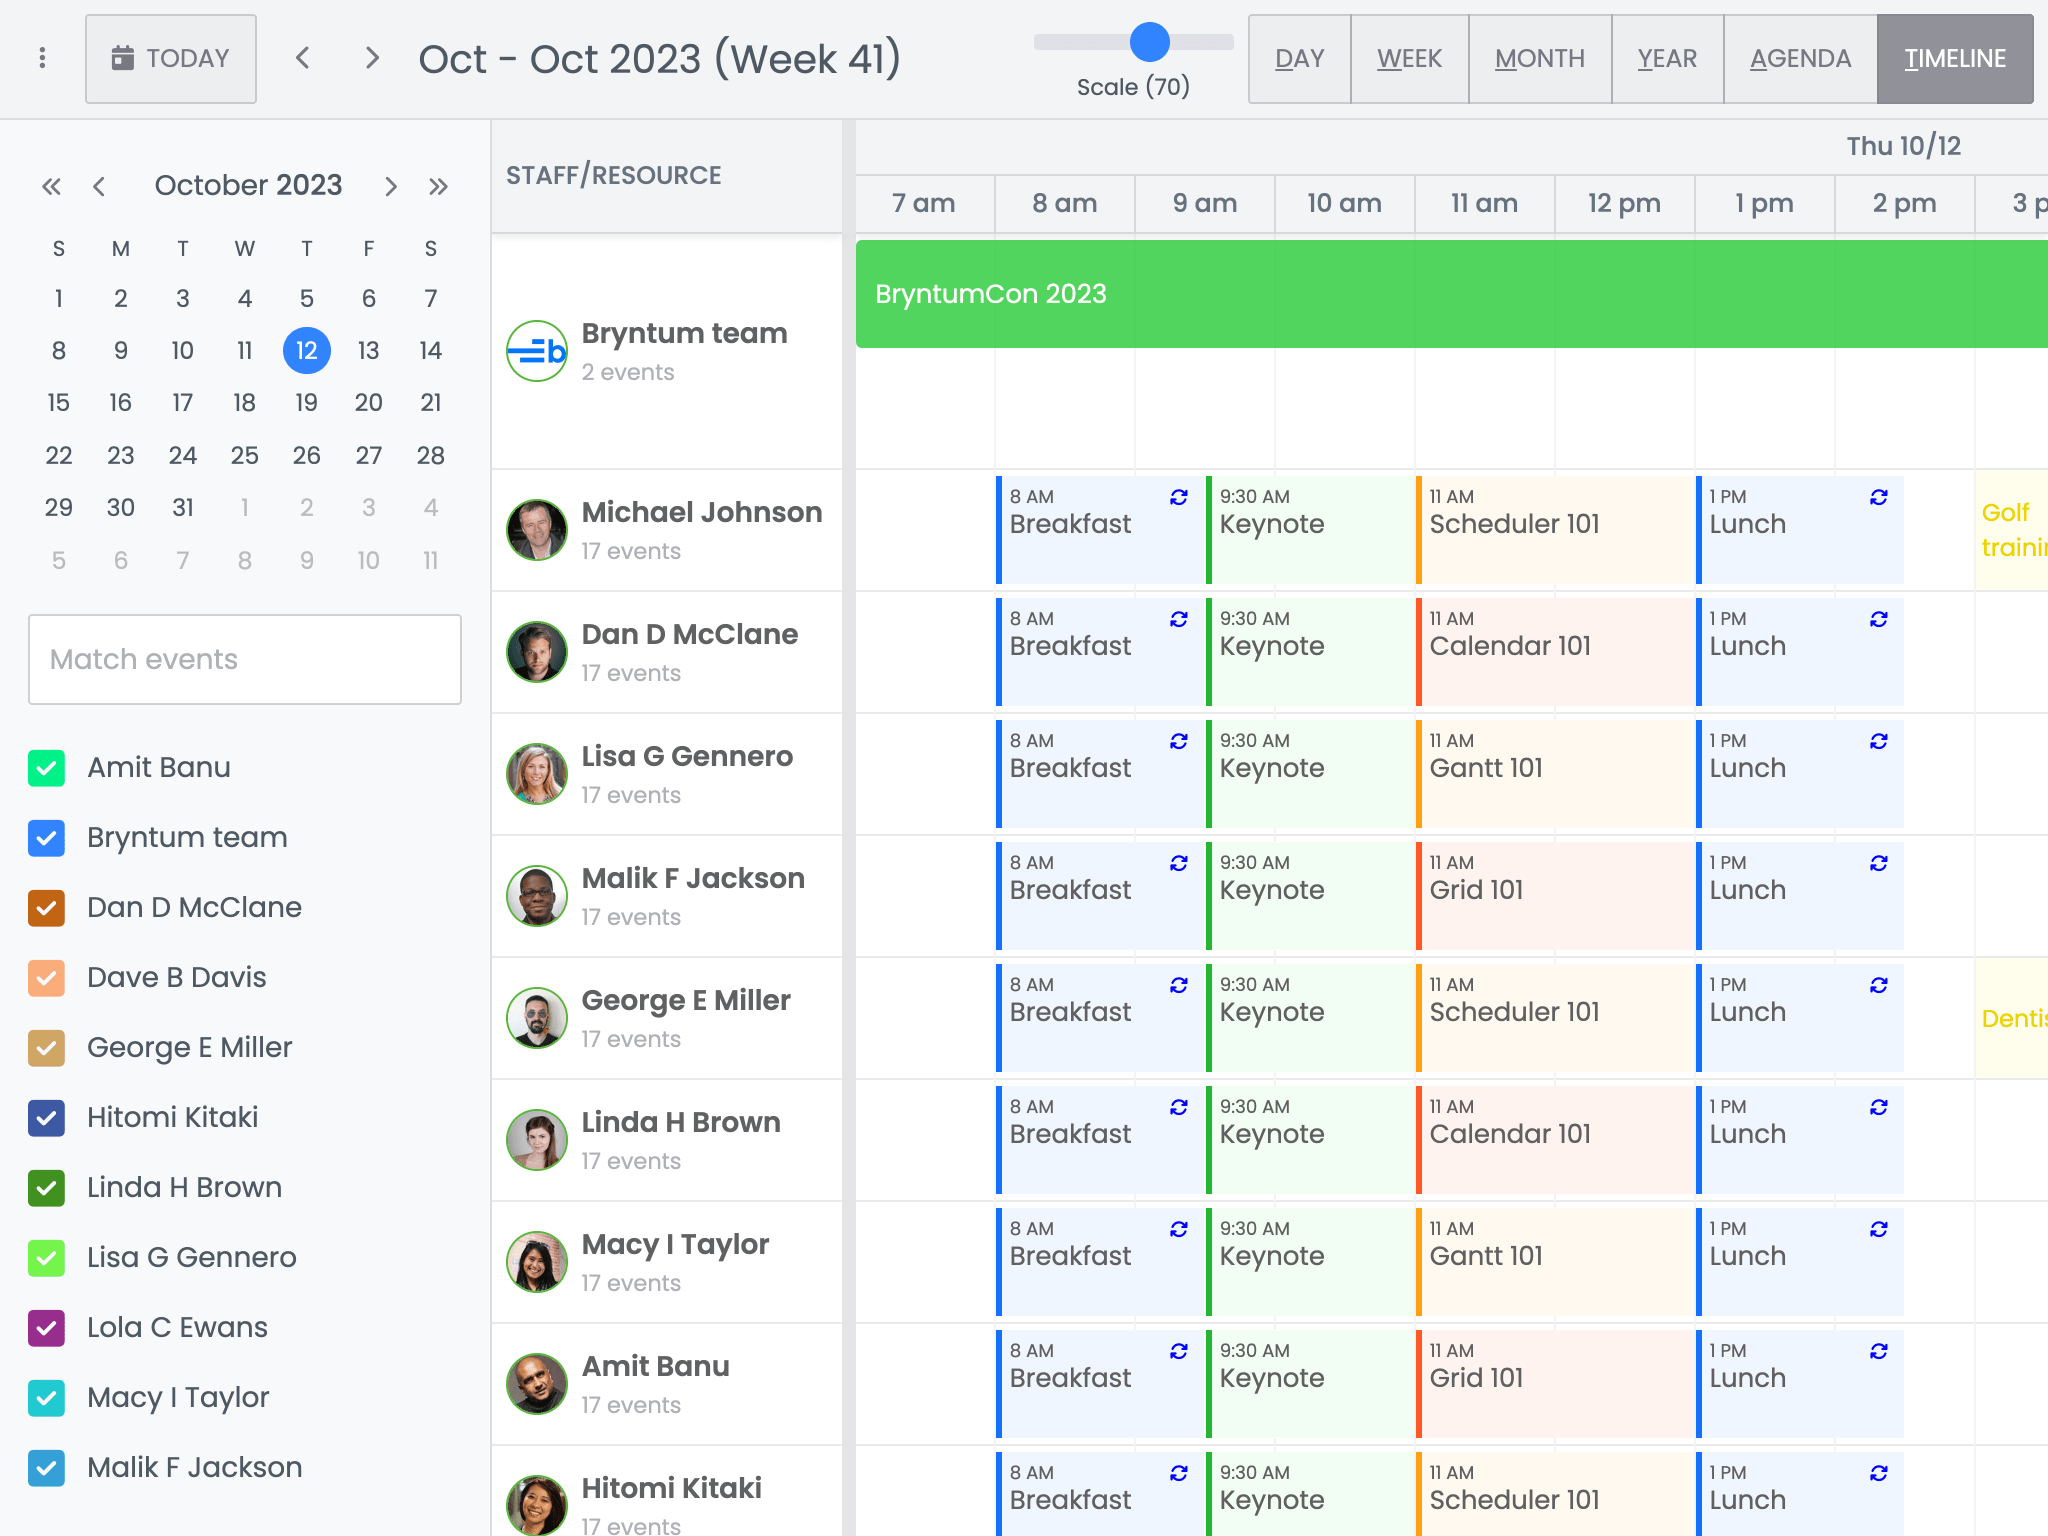 TODAY
Oct - Oct 2023 (Week 41)
Scale (70)
DAY
WEEK
MONTH
YEAR
AGENDA
TIMELINE
October 2023
S M T W T F S
1 2 3 4 5 6 7
8 9 10 11 12 13 14
15 16 17 18 19 20 21
22 23 24 25 26 27 28
29 30 31 1 2 3 4
5 6 7 8 9 10 11
Match events
Amit Banu
Bryntum team
Dan D McClane
Dave B Davis
George E Miller
Hitomi Kitaki
Linda H Brown
Lisa G Gennero
Lola C Ewans
Macy I Taylor
Malik F Jackson
STAFF/RESOURCE
Thu 10/12
7 am 8 am 9 am 10 am 11 am 12 pm 1 pm 2 pm 3 p
b
Bryntum team
2 events
BryntumCon 2023
Michael Johnson
17 events
8 AM
Breakfast
9:30 AM
Keynote
11 AM
Scheduler 101
1 PM
Lunch
Golf
trainin
Dan D McClane
17 events
8 AM
Breakfast
9:30 AM
Keynote
11 AM
Calendar 101
1 PM
Lunch
Lisa G Gennero
17 events
8 AM
Breakfast
9:30 AM
Keynote
11 AM
Gantt 101
1 PM
Lunch
Malik F Jackson
17 events
8 AM
Breakfast
9:30 AM
Keynote
11 AM
Grid 101
1 PM
Lunch
George E Miller
17 events
8 AM
Breakfast
9:30 AM
Keynote
11 AM
Scheduler 101
1 PM
Lunch
Dentis
Linda H Brown
17 events
8 AM
Breakfast
9:30 AM
Keynote
11 AM
Calendar 101
1 PM
Lunch
Macy I Taylor
17 events
8 AM
Breakfast
9:30 AM
Keynote
11 AM
Gantt 101
1 PM
Lunch
Amit Banu
17 events
8 AM
Breakfast
9:30 AM
Keynote
11 AM
Grid 101
1 PM
Lunch
Hitomi Kitaki
17 events
8 AM
Breakfast
9:30 AM
Keynote
11 AM
Scheduler 101
1 PM
Lunch